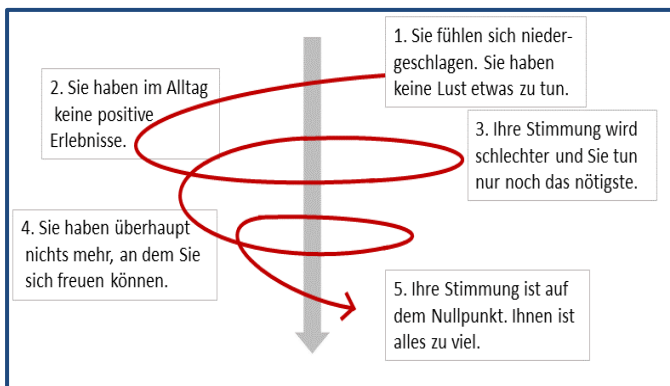 1. Sie fühlen sich nieder-
geschlagen. Sie haben
keine Lust etwas zu tun.
2. Sie haben im Alltag
keine positive
Erlebnisse.
3. Ihre Stimmung wird
schlechter und Sie tun
nur noch das nötigste.
4. Sie haben überhaupt
nichts mehr, an dem Sie
sich freuen können.
5. Ihre Stimmung ist auf
dem Nullpunkt. Ihnen ist
alles zu viel.